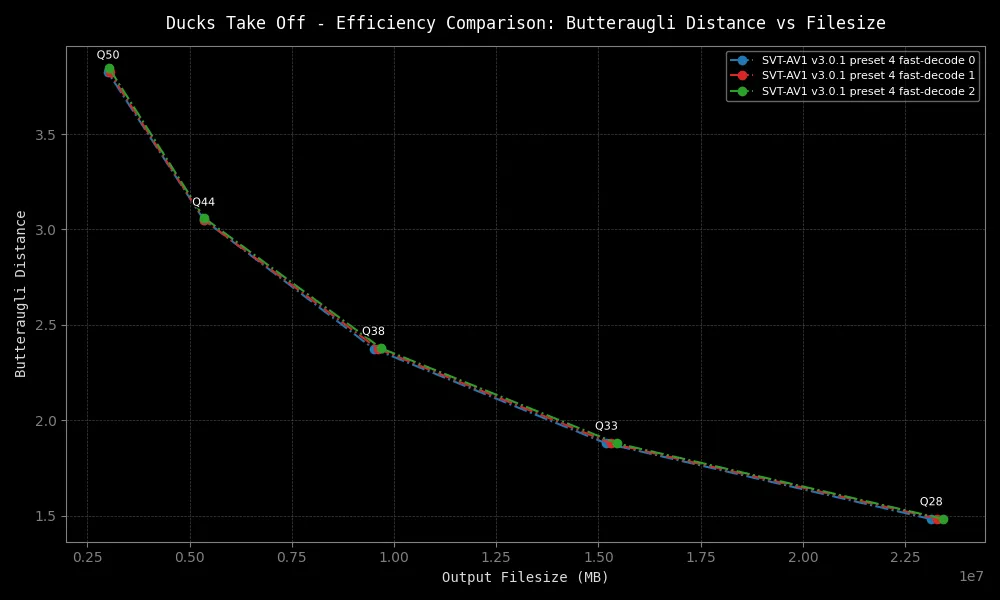 Ducks Take Off - Efficiency Comparison: Butteraugli Distance vs Filesize
Q50
SVT-AV1 v3.0.1 preset 4 fast-decode 0
SVT-AV1 v3.0.1 preset 4 fast-decode 1
SVT-AV1 v3.0.1 preset 4 fast-decode 2
3.5
Q44
3.0
Butteraugli Distance
2.5
Q38
2.0
Q33
1.5
Q28
0.25
0.50
0.75
1.00
1.25
1.50
1.75
2.00
2.25
1e7
Output Filesize (MB)